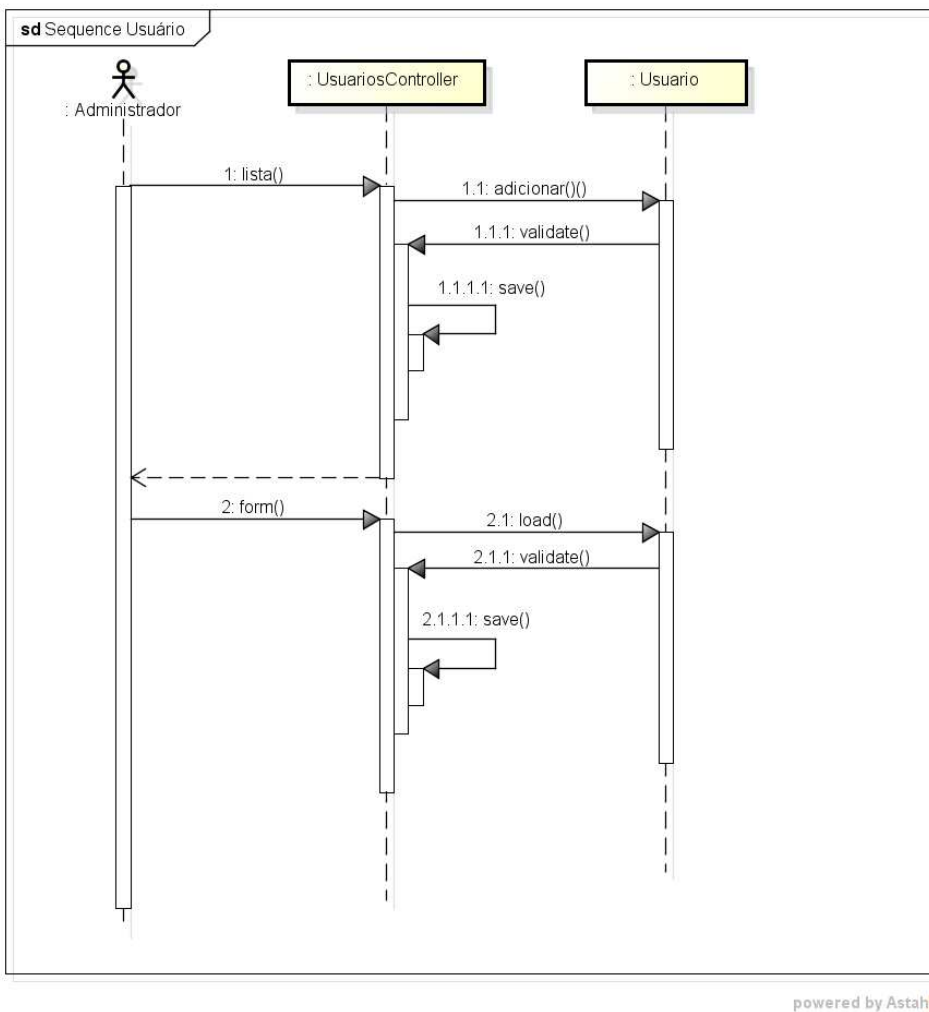 sd Sequence Usuário
: Administrador
: UsuariosController
: Usuario
1: lista()
1.1: adicionar()()
1.1.1: validate()
1.1.1.1: save()
2: form()
2.1: load()
2.1.1: validate()
2.1.1.1: save()
powered by Astah